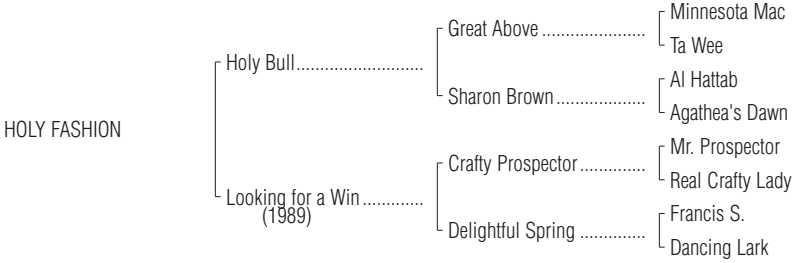 Minnesota Mac
Great Above ......................
Ta Wee
Holy Bull...........................
Al Hattab
Sharon Brown ...................
Agathea's Dawn
HOLY FASHION
Mr. Prospector
Crafty Prospector..............
Real Crafty Lady
Looking for a Win .............
(1989)
Francis S.
Delightful Spring ..............
Dancing Lark